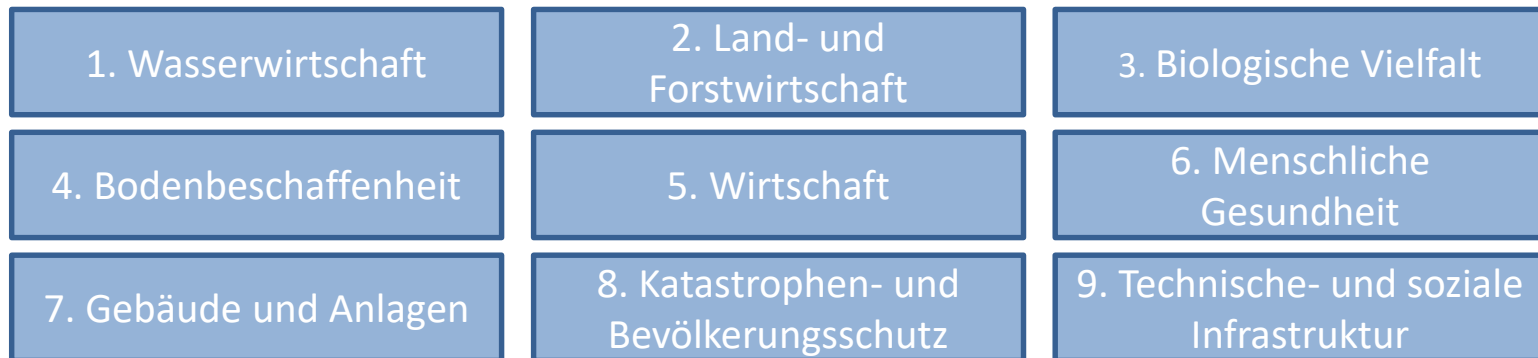 1. Wasserwirtschaft
2. Land- und
Forstwirtschaft
3. Biologische Vielfalt
4. Bodenbeschaffenheit
5. Wirtschaft
6. Menschliche
Gesundheit
7. Gebäude und Anlagen
8. Katastrophen- und
Bevölkerungsschutz
9. Technische- und soziale
Infrastruktur